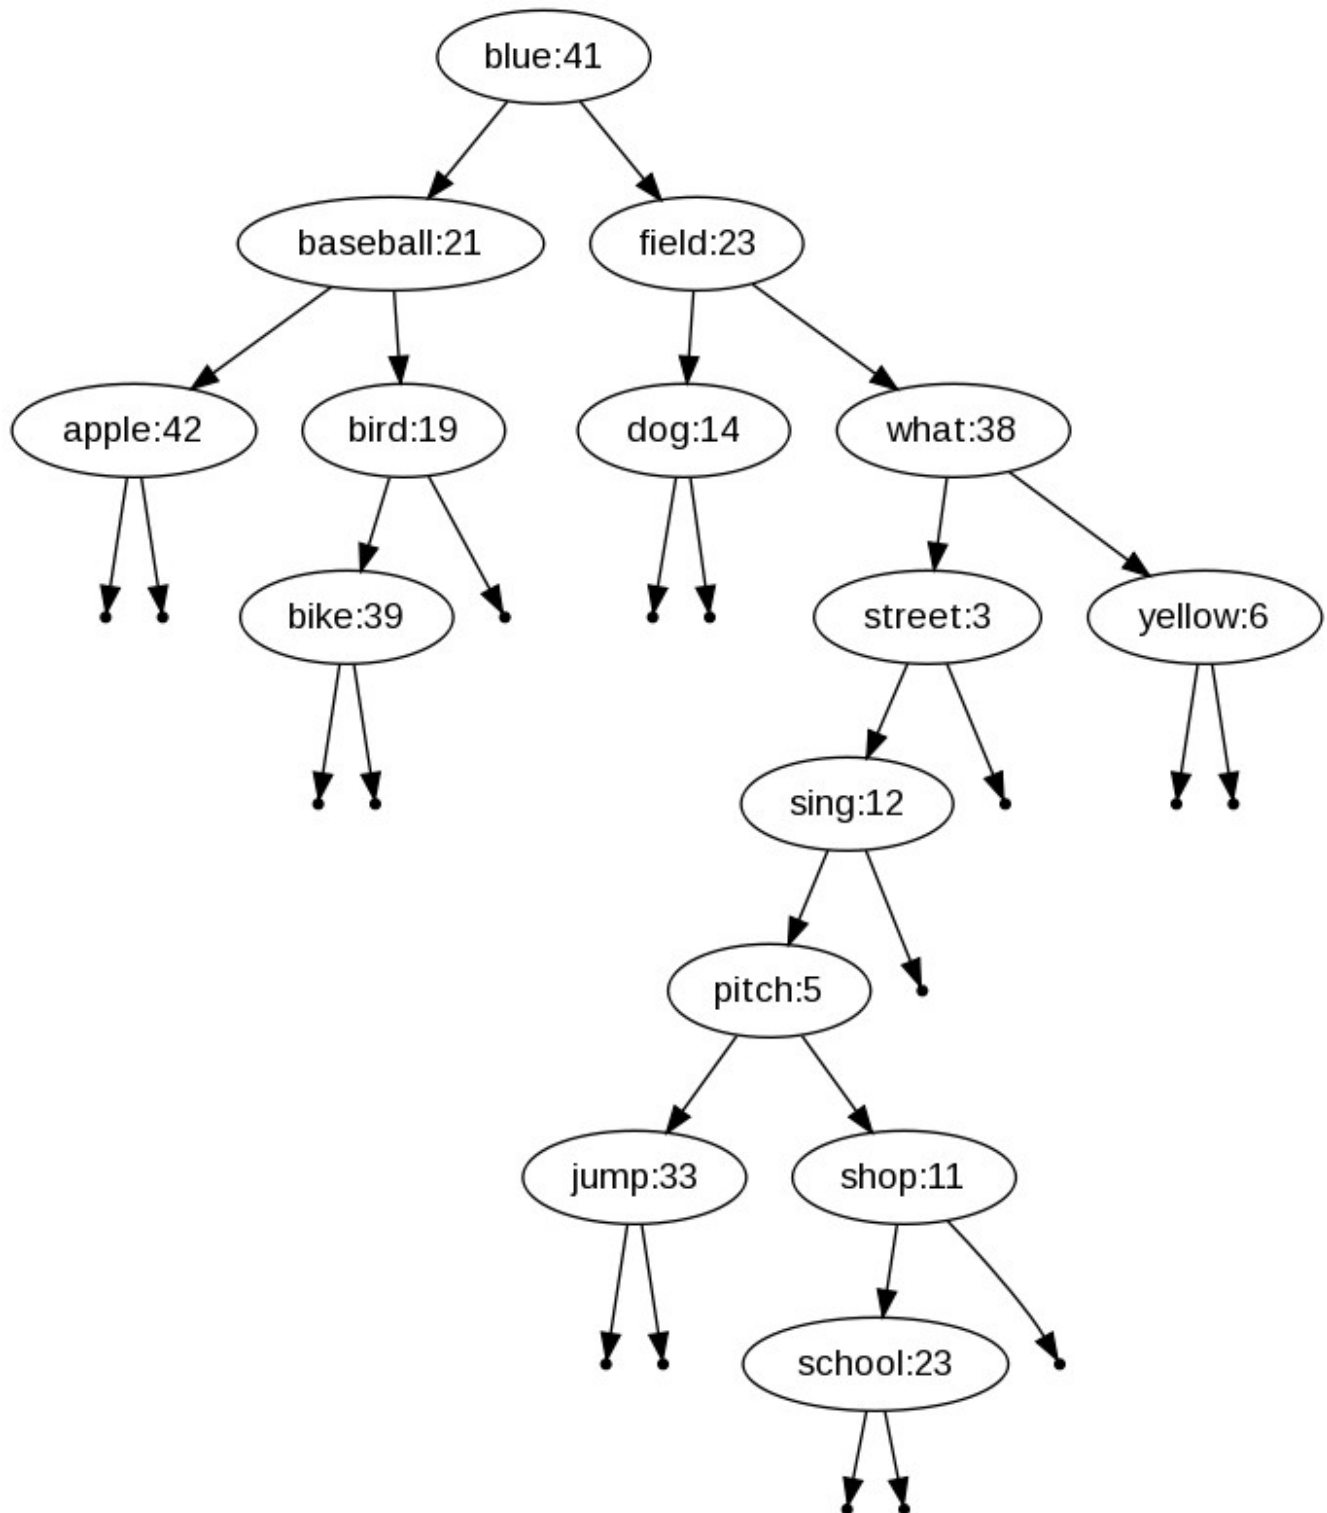 blue:41
baseball:21
field:23
apple:42
bird:19
dog:14
what:38
bike:39
street:3
yellow:6
sing:12
pitch:5
jump:33
shop:11
school:23